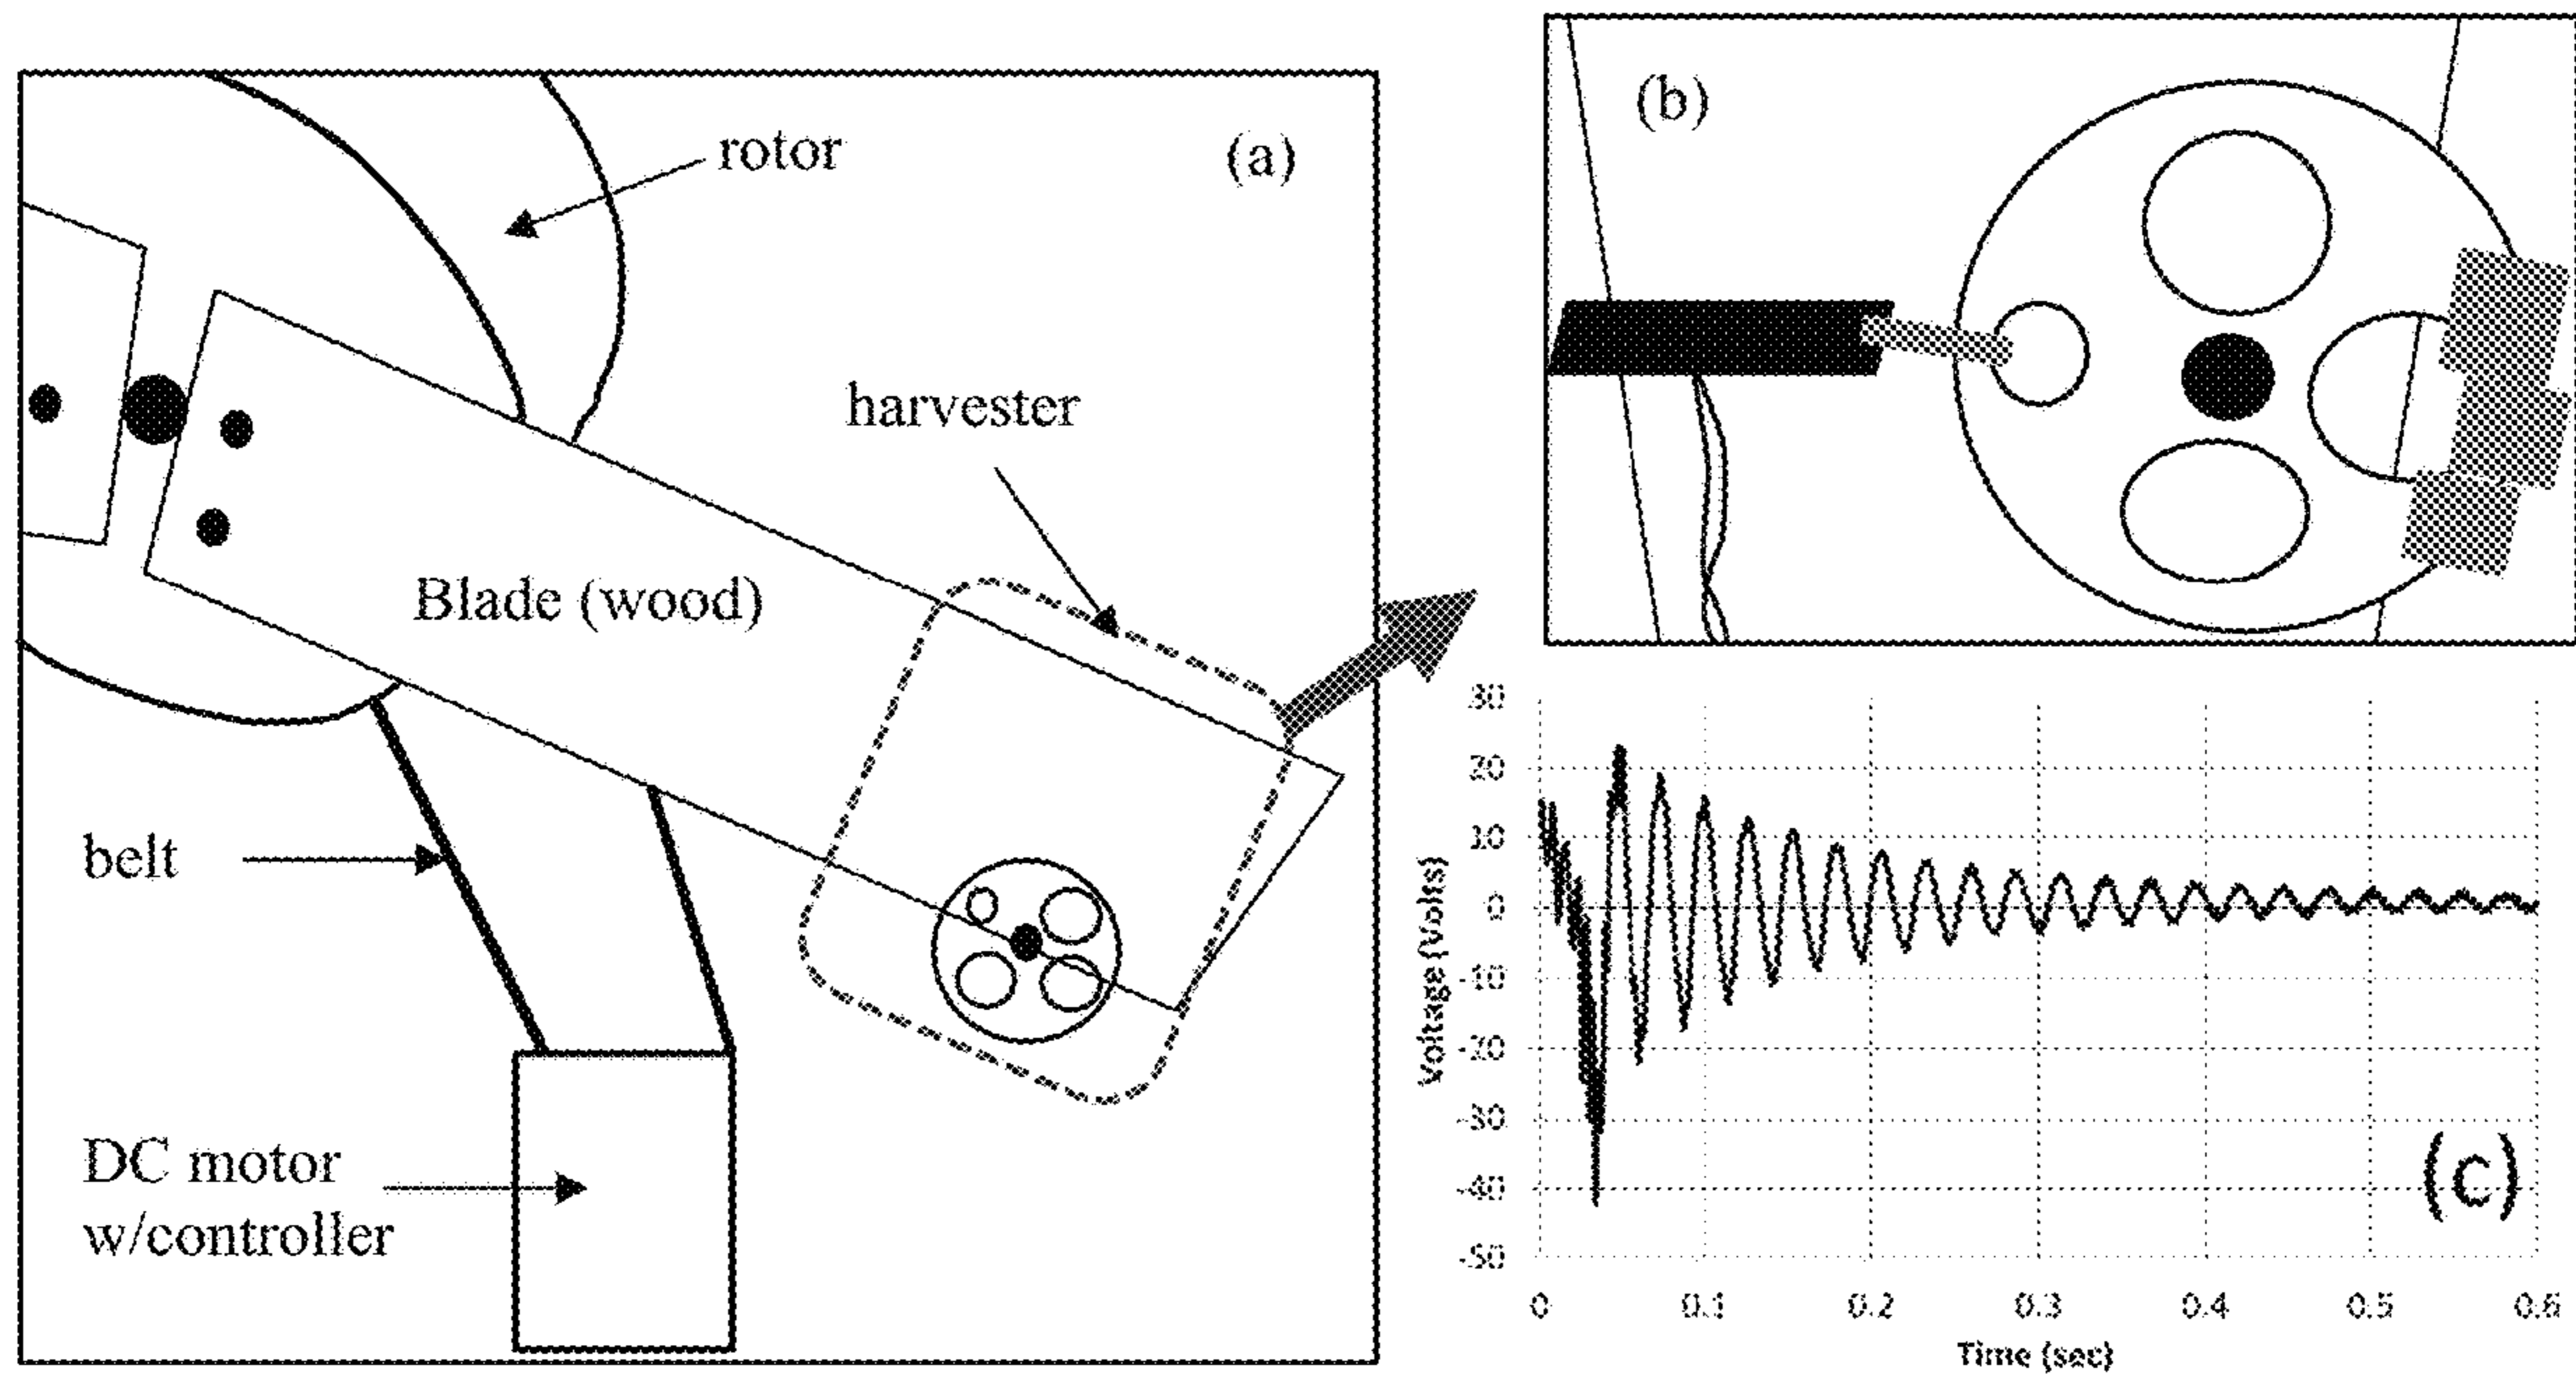 rotor
(a)
harvester
Blade (wood)
belt
DC motor
w/controller
(b)
30
20
10
0
-10
-20
-30
-40
-50
Voltage (Volts)
(c)
0
0.1
0.2
0.3
0.4
0.5
0.6
Time (sec)